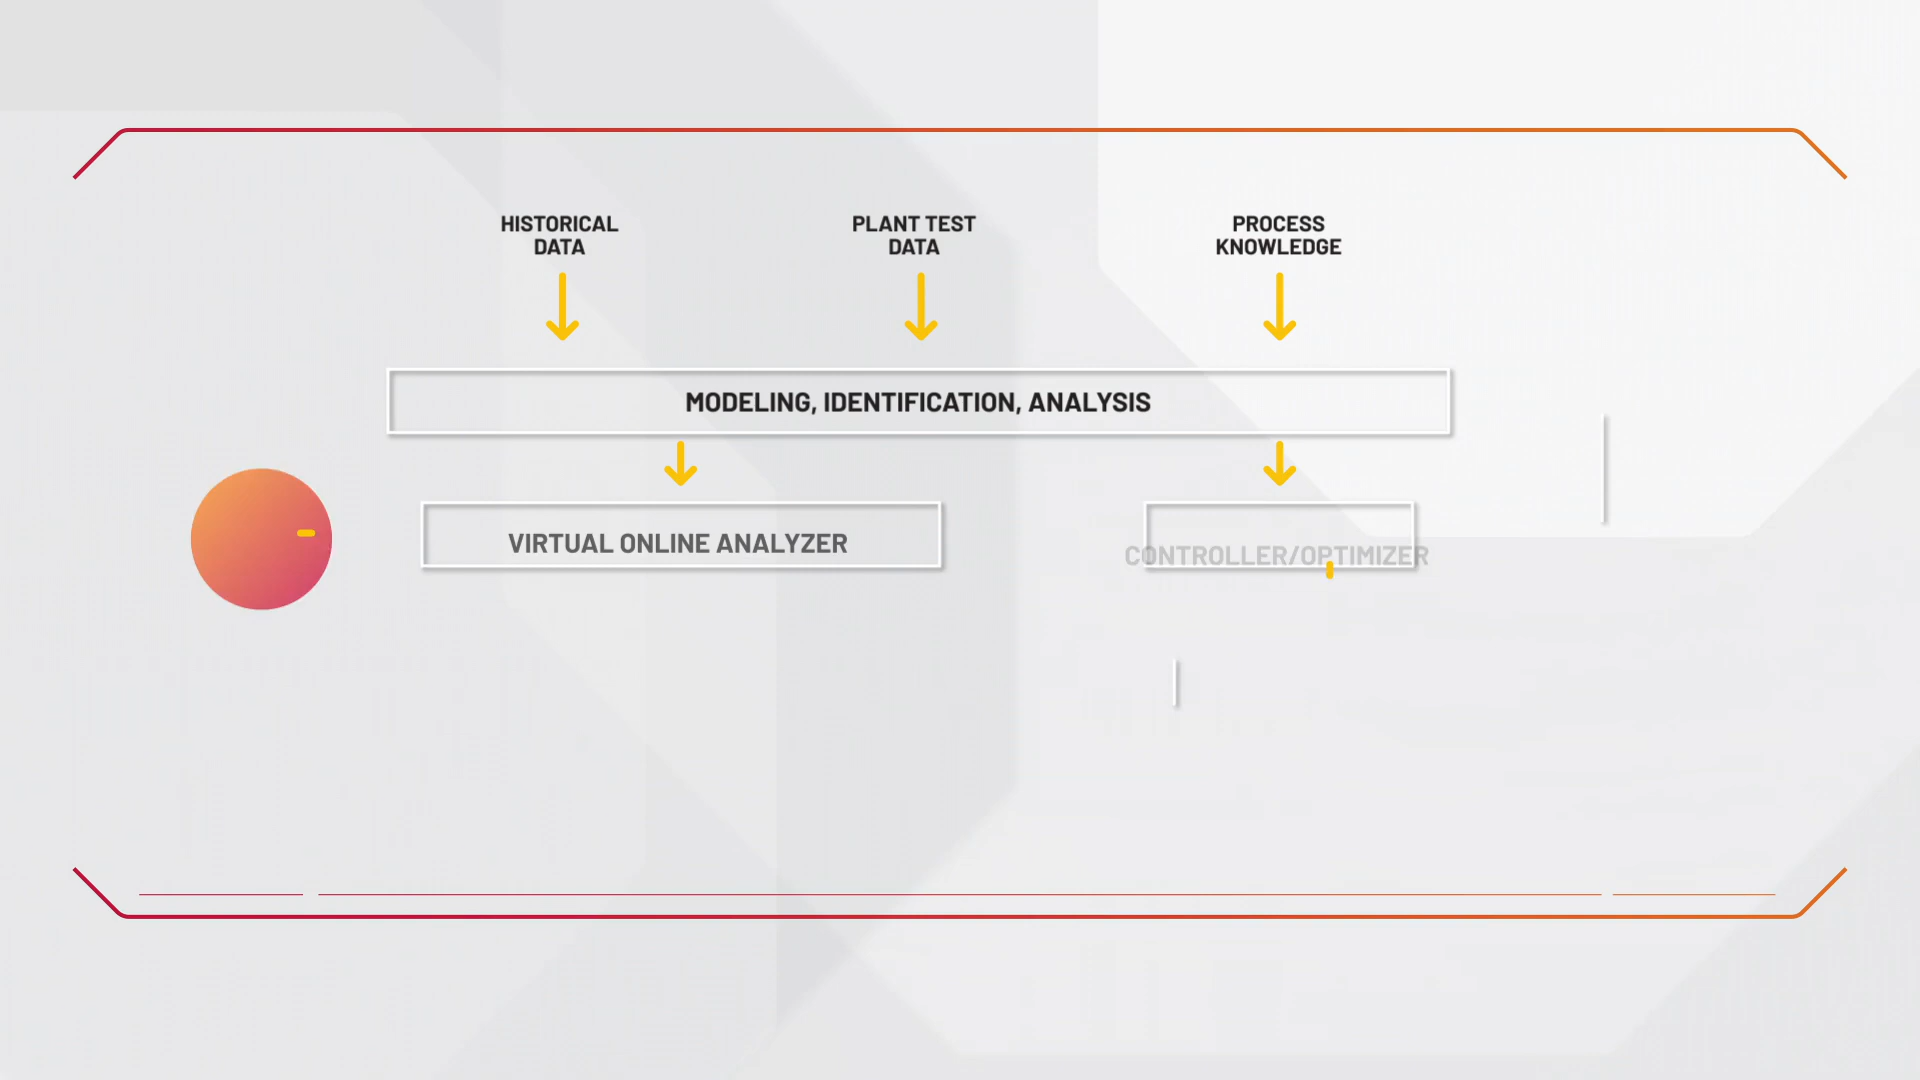 HISTORICAL
DATA
PLANT TEST
DATA
PROCESS
KNOWLEDGE
MODELING, IDENTIFICATION, ANALYSIS
VIRTUAL ONLINE ANALYZER
CONTROLLER/OPTIMIZER